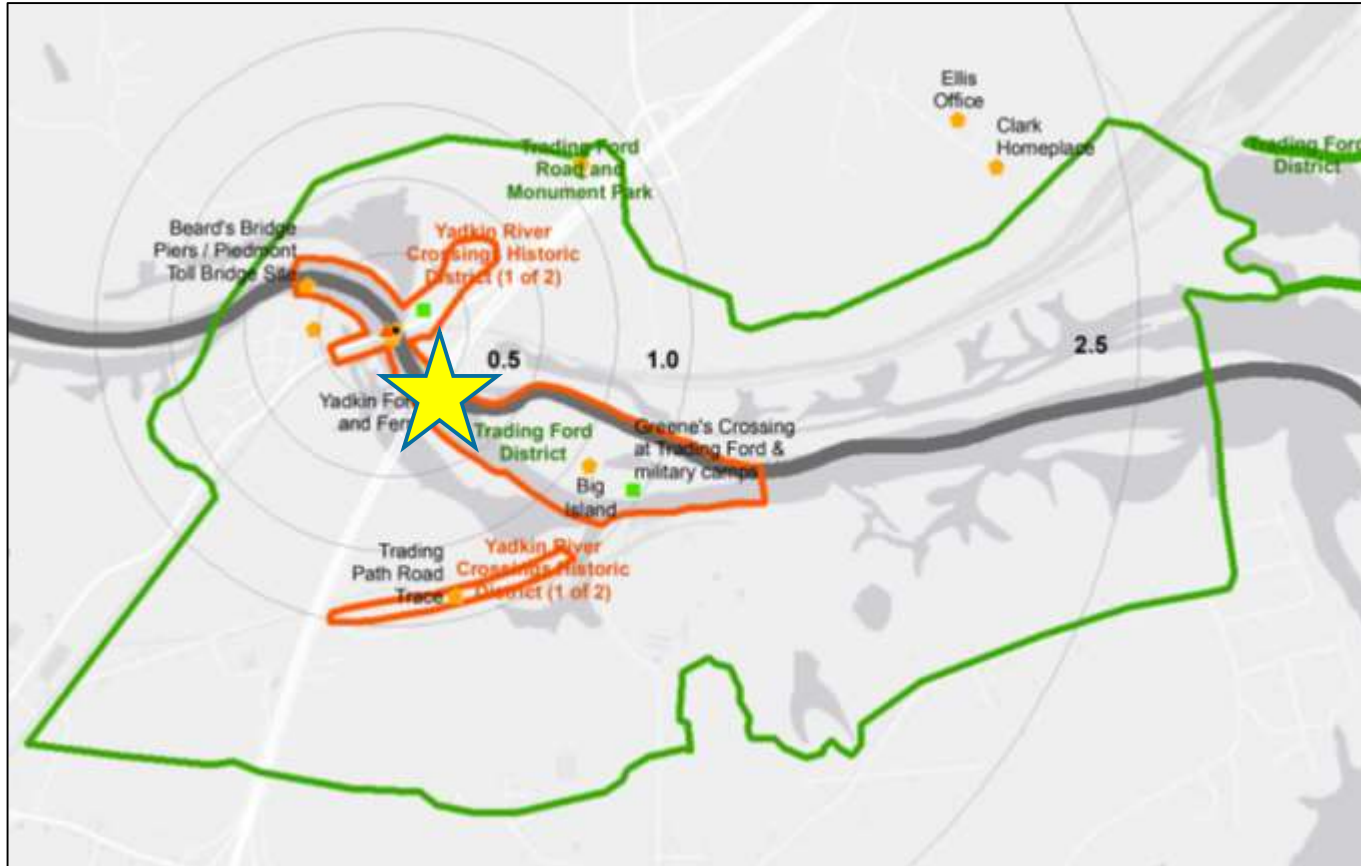 Ellis
Office
Clark
Homeplace
Trading Ford
District
Trading Ford
Road and
Monument Park
Beard's Bridge
Piers / Piedmont
Toll Bridge Site
Yadkin River
Crossings Historic
District (1 of 2)
0.5
1.0
2.5
Yadkin
and
Trading Ford
District
Greene's Crossing
at Trading Ford &
military camps
Big
Island
Trading
Path Road
Trace
Yadkin River
Crossings Historic
District (1 of 2)